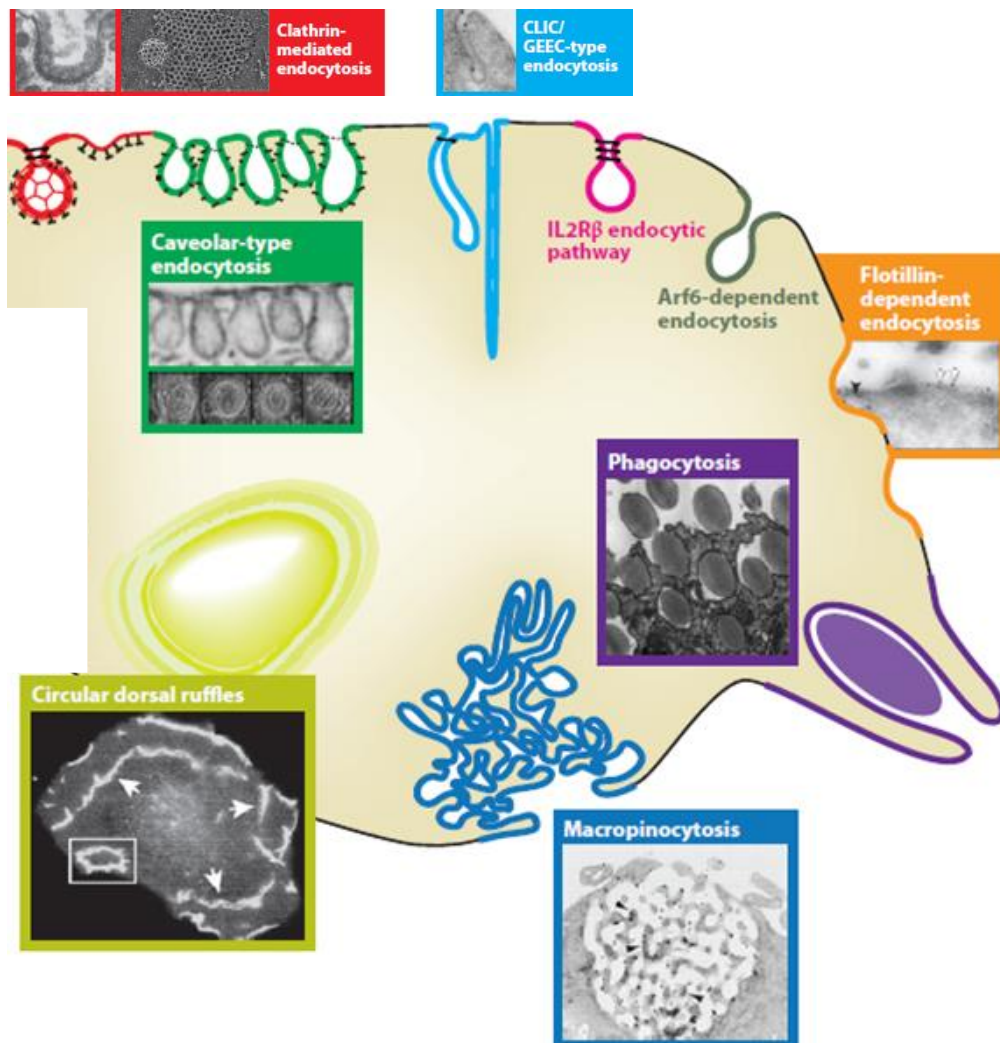 Clathrin-
mediated
endocytosis
CLIC/
GEEC-type
endocytosis
Caveolar-type
endocytosis
IL2Rβ endocytic
pathway
Arf6-dependent
endocytosis
Flotillin-
dependent
endocytosis
Phagocytosis
Circular dorsal ruffles
Macropinocytosis